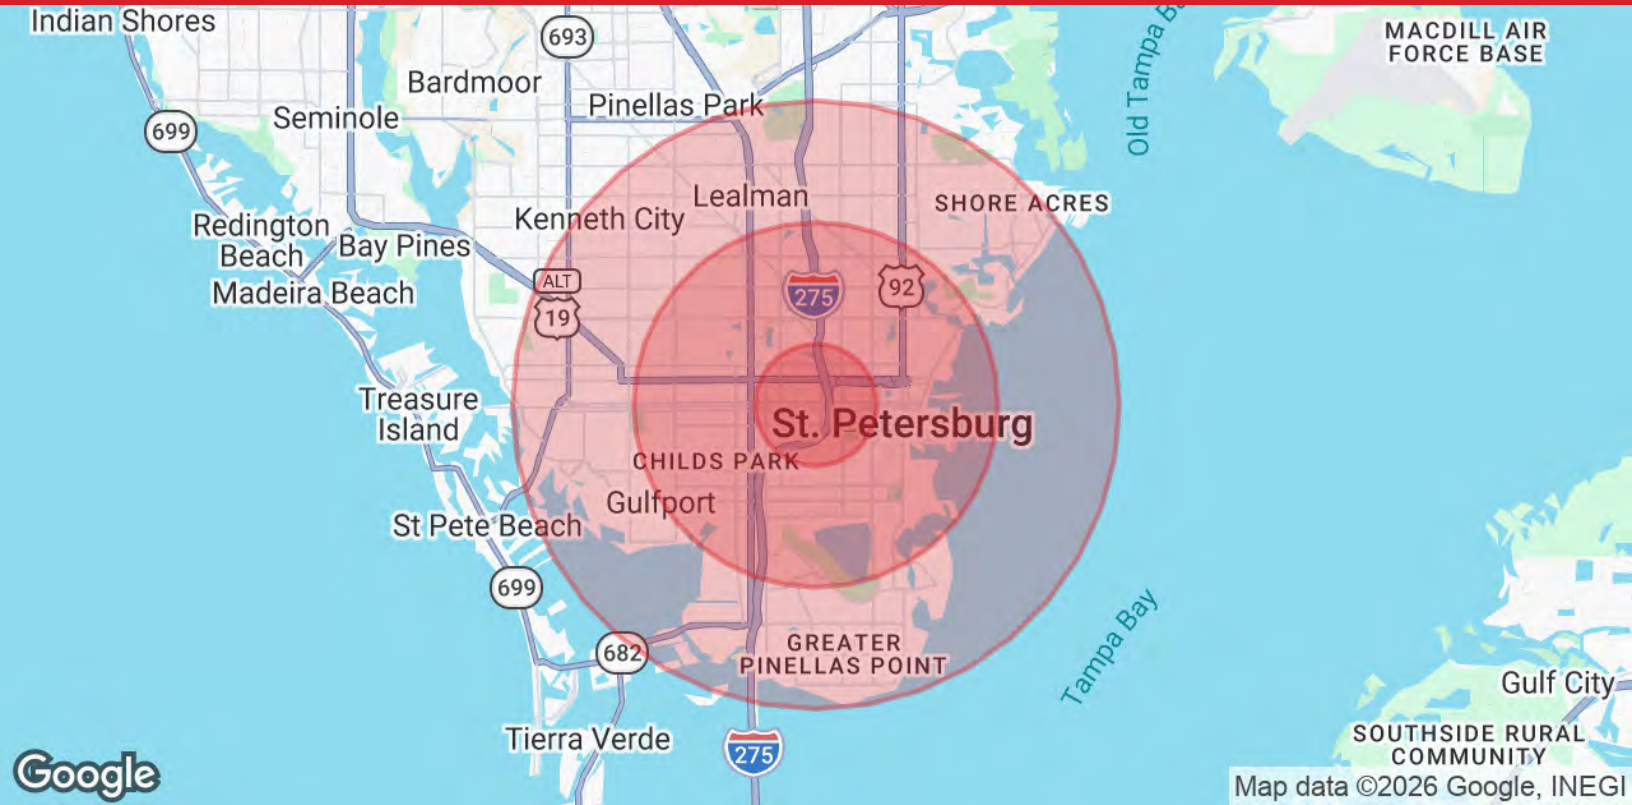 Indian Shores
693
MACDILL AIR
FORCE BASE
Bardmoor
Old Tampa
Pinellas Park
Seminole
699
Lealman
SHORE ACRES
Kenneth City
Redington
Beach
Bay Pines
ALT
19
275
92
Madeira Beach
Treasure
Island
St. Petersburg
CHILDS PARK
Gulfport
St Pete Beach
699
Tampa Bay
GREATER
PINELLAS POINT
682
Gulf City
Tierra Verde
275
SOUTHSIDE RURAL
COMMUNITY
Google
Map data ©2026 Google, INEGI